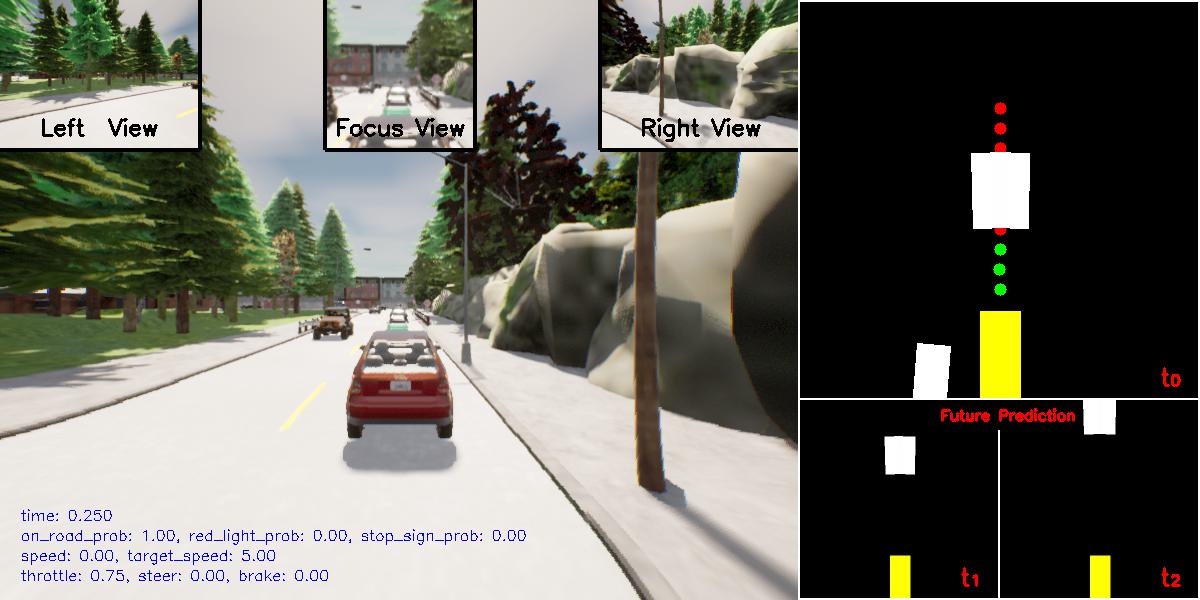 Left View
Focus View
Right View
t0
Future Prediction
t1
t2
time: 0.250
on_road_prob: 1.00, red_light_prob: 0.00, stop_sign_prob: 0.00
speed: 0.00, target_speed: 5.00
throttle: 0.75, steer: 0.00, brake: 0.00